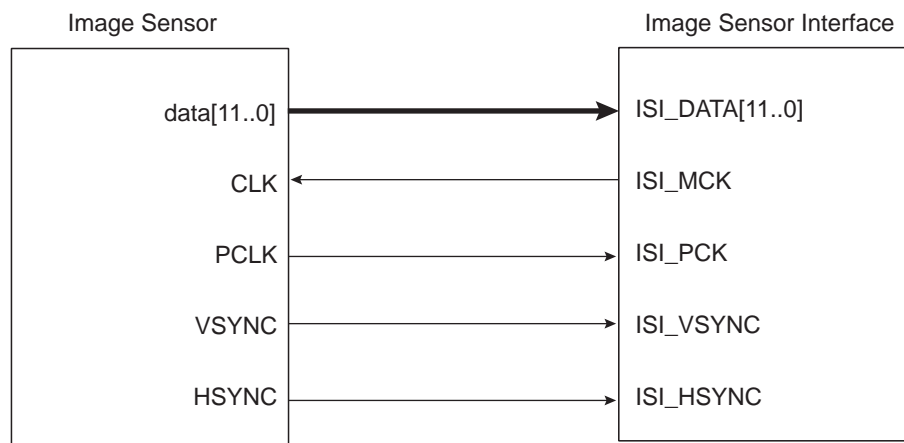 Image Sensor
Image Sensor Interface
data[11..0]
ISI_DATA[11..0]
CLK
ISI_MCK
PCLK
ISI_PCK
VSYNC
ISI_VSYNC
HSYNC
ISI_HSYNC